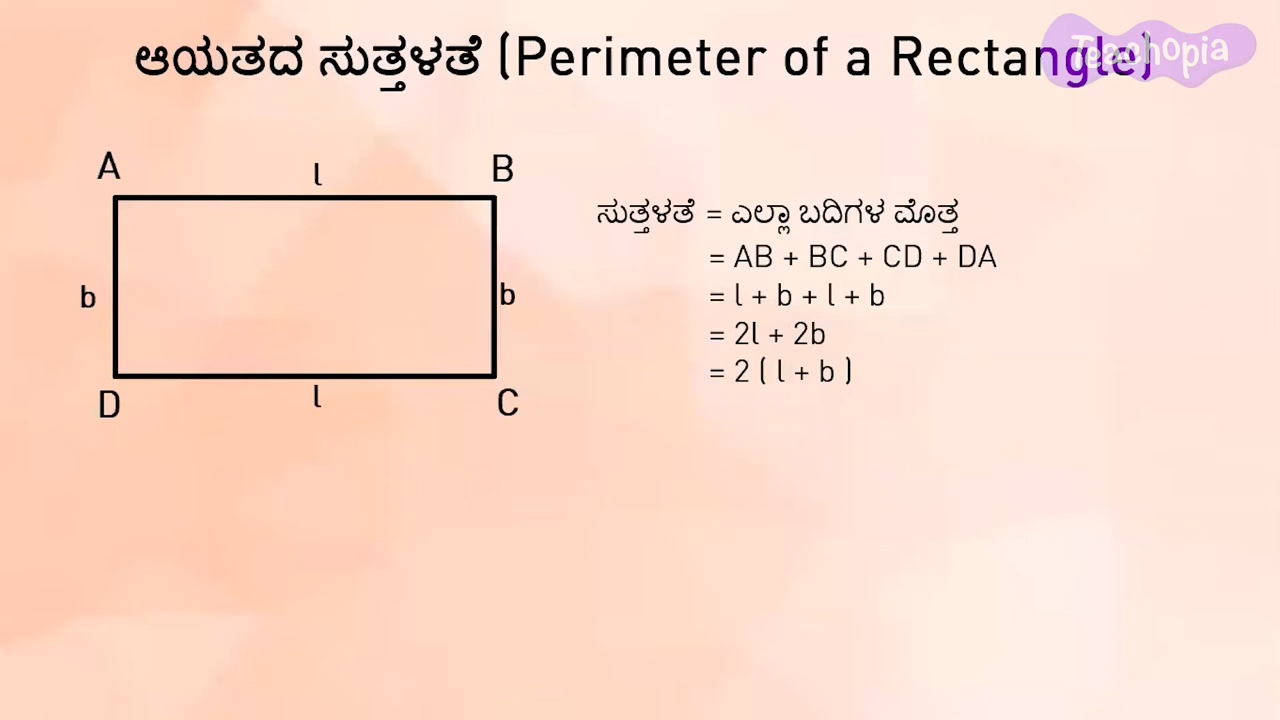 ಆಯತದ ಸುತ್ತಳತೆ (Perimeter of a Rectangle)
Teachopia
A
l
B
b
b
D
l
C
ಸುತ್ತಳತೆ = ಎಲ್ಲಾ ಬದಿಗಳ ಮೊತ್ತ
= AB + BC + CD + DA
= l + b + l + b
= 2l + 2b
= 2 ( l + b )